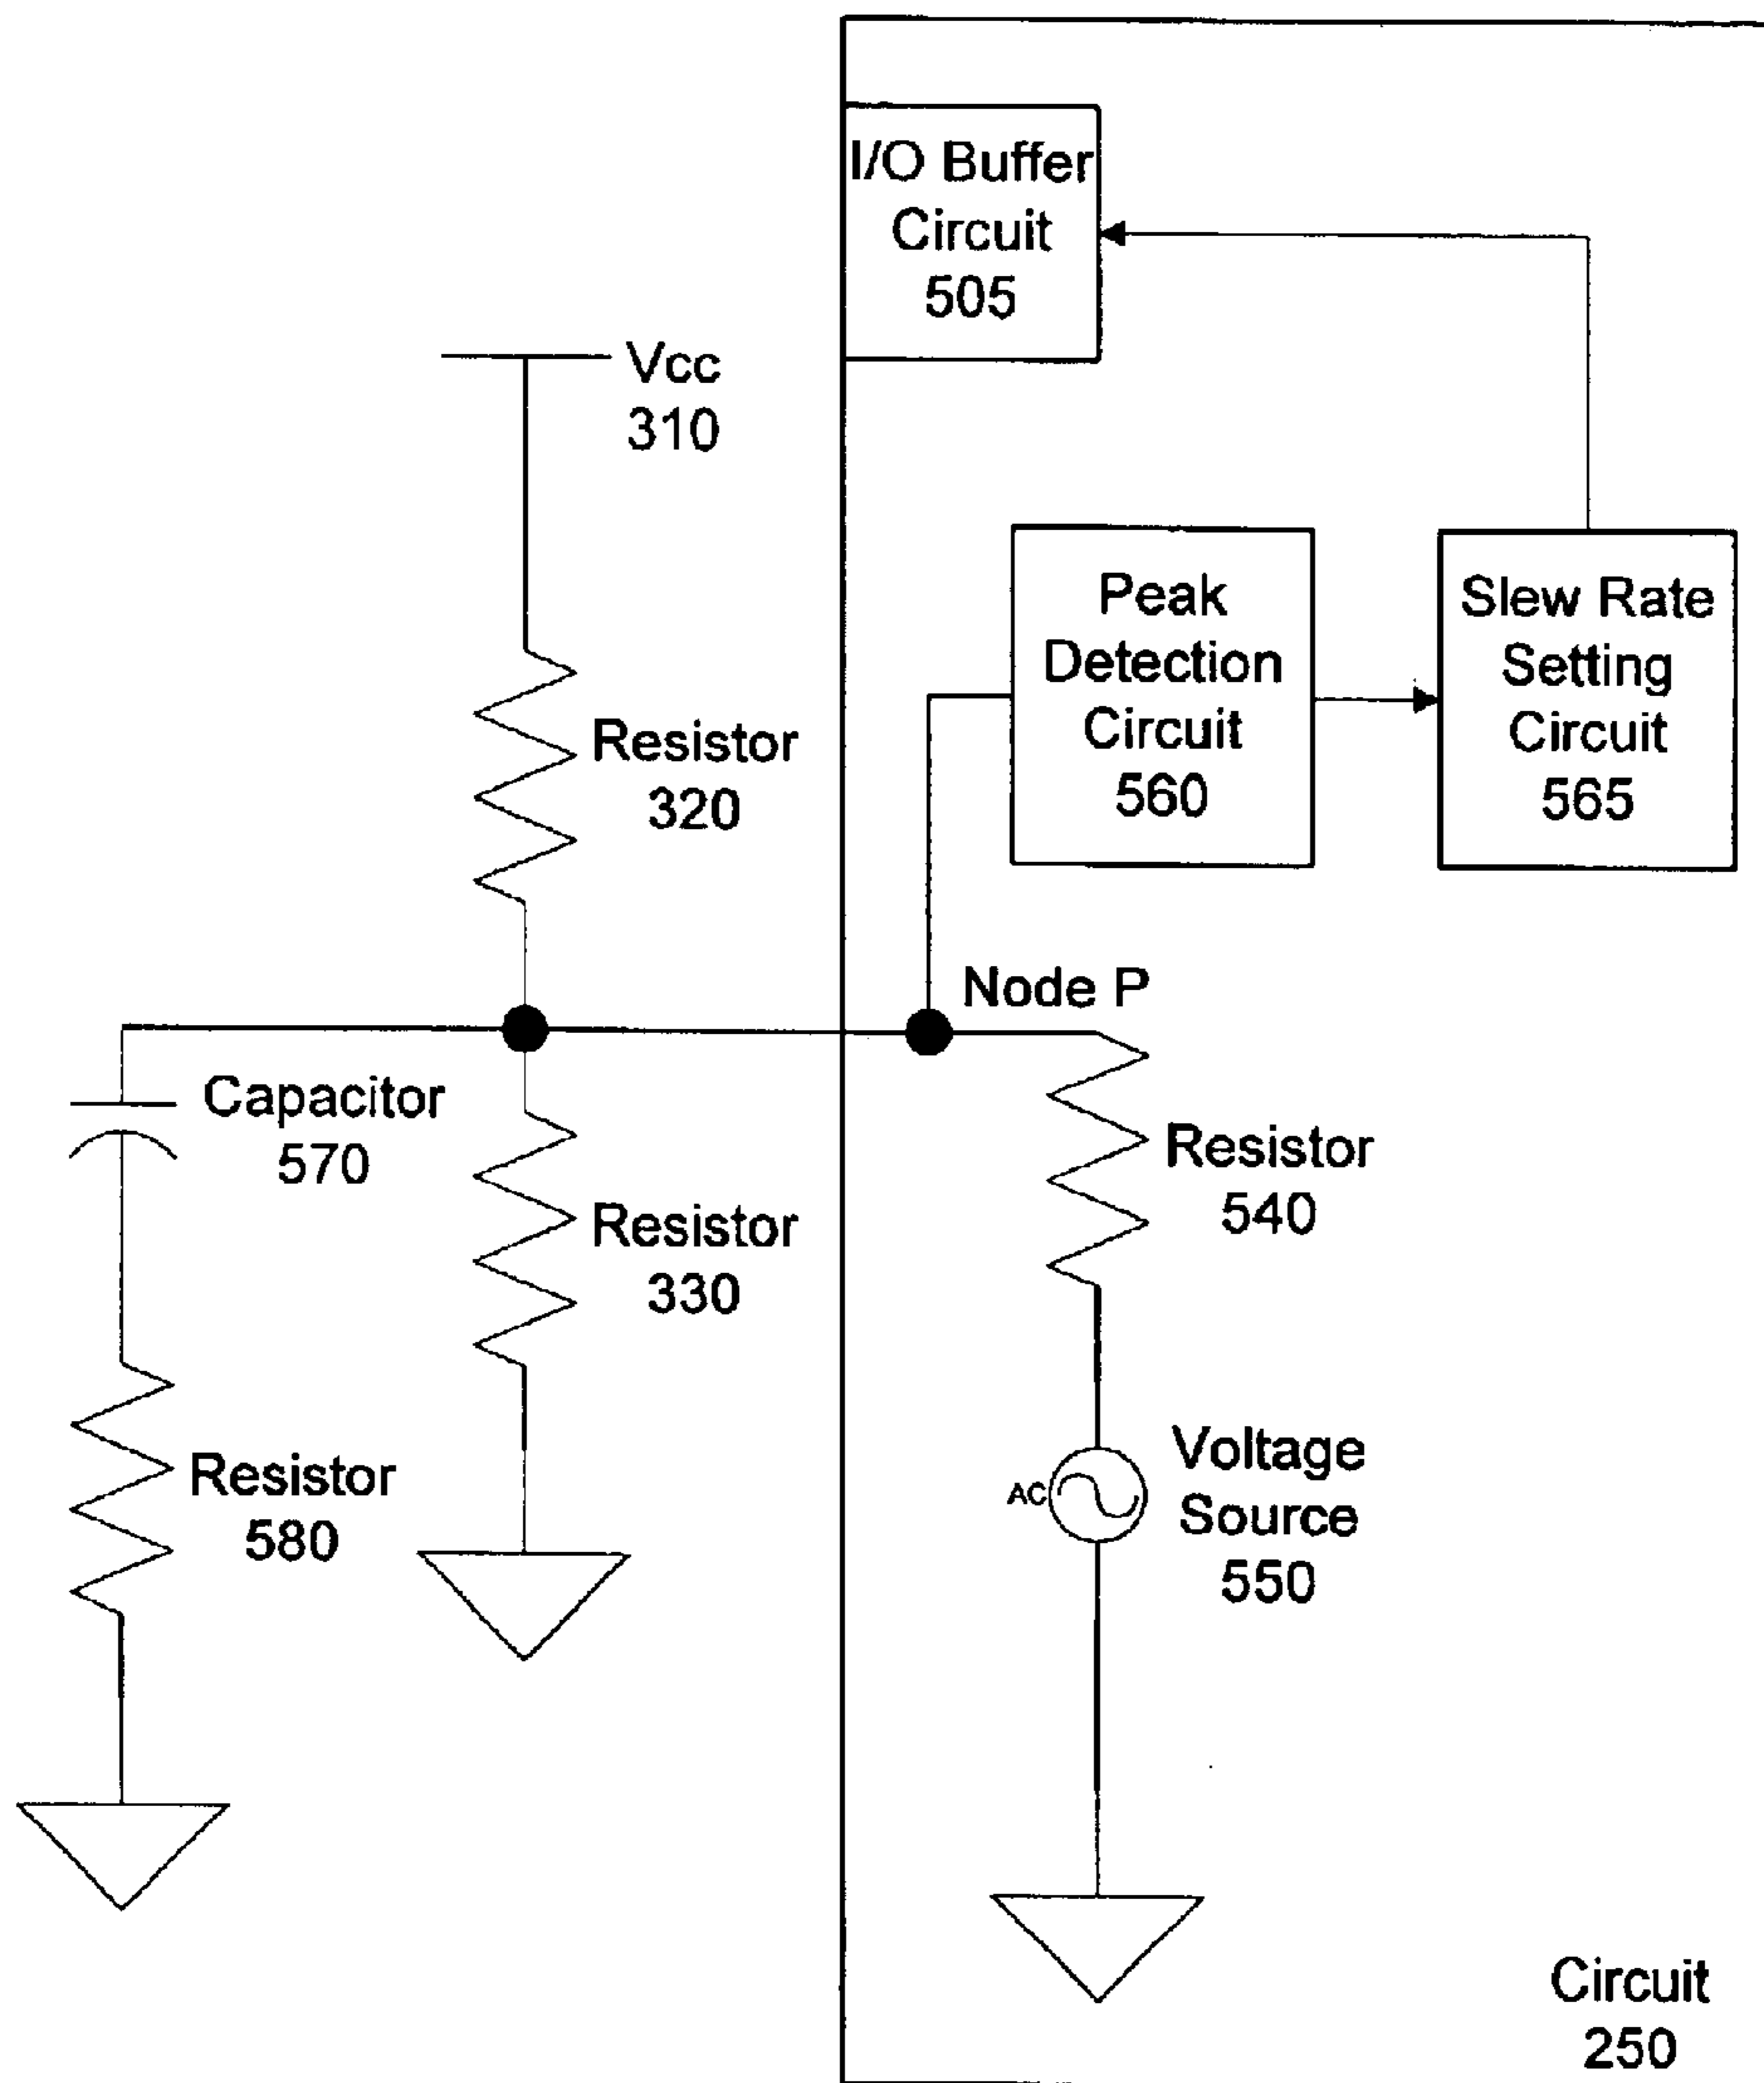 I/O Buffer
Circuit
505
Vcc
310
Peak
Detection
Circuit
560
Slew Rate
Setting
Circuit
565
Resistor
320
Node P
Capacitor
570
Resistor
330
Resistor
540
Resistor
580
AC
Voltage
Source
550
Circuit
250